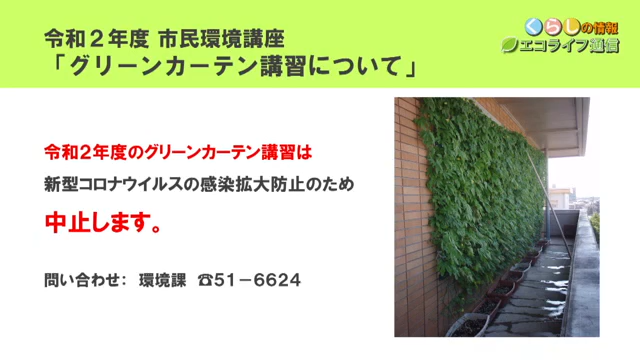 令和２年度 市民環境講座
「グリーンカーテン講習について」
くらしの情報
エコライフ通信
令和２年度のグリーンカーテン講習は
新型コロナウイルスの感染拡大防止のため
中止します。
問い合わせ： 環境課 ☎５１－６６２４